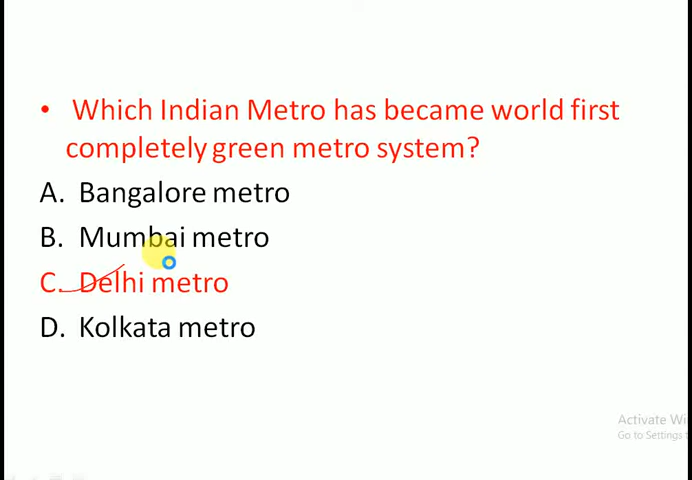 • Which Indian Metro has became world first
completely green metro system?
A. Bangalore metro
B. Mumbai metro
C. Delhi metro
D. Kolkata metro
Activate Wi
Go to Settings